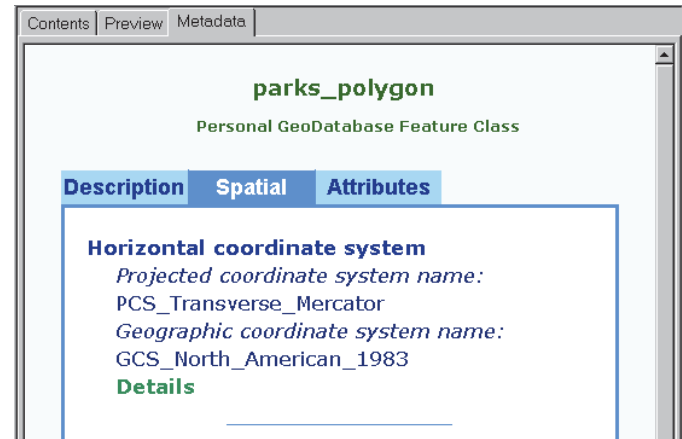 Contents Preview Metadata
parks_polygon
Personal GeoDatabase Feature Class
Description Spatial Attributes
Horizontal coordinate system
Projected coordinate system name:
PCS_Transverse_Mercator
Geographic coordinate system name:
GCS_North_American_1983
Details